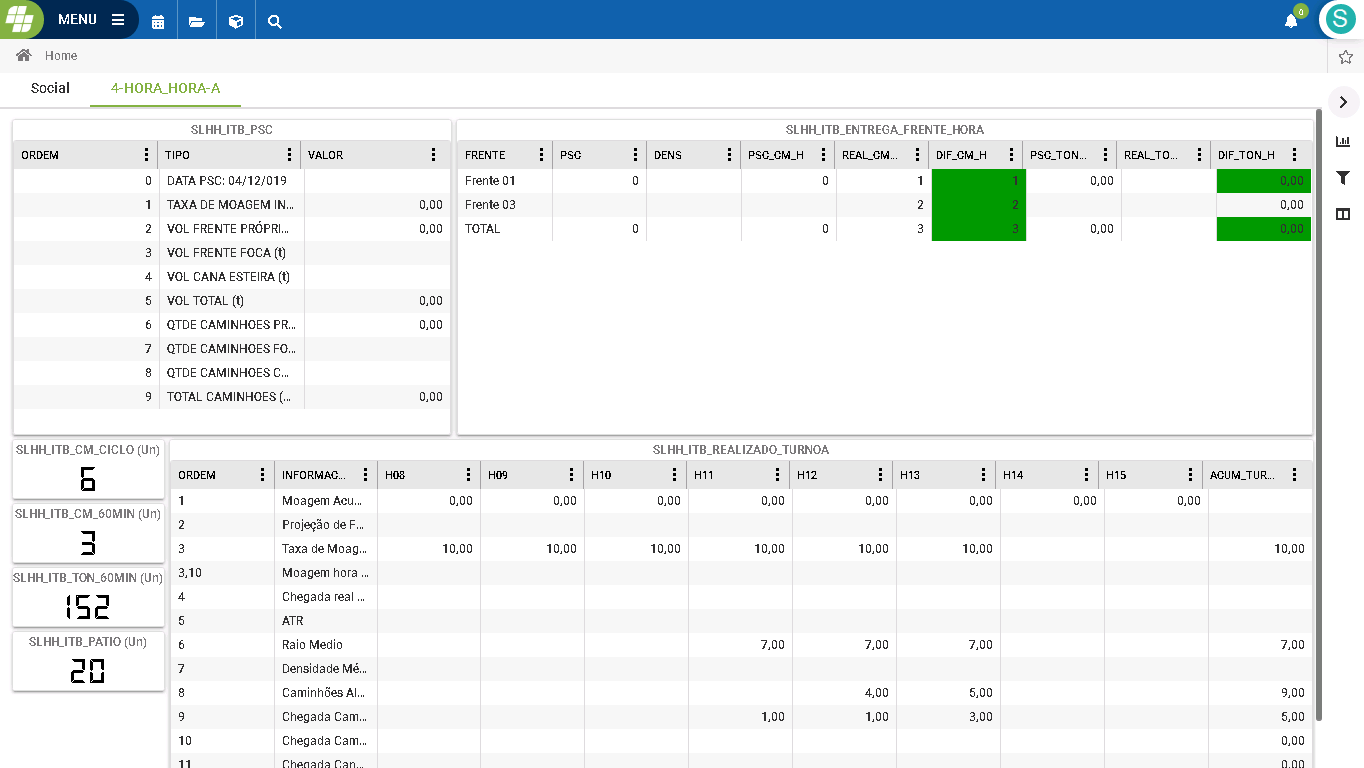 MENU
0
S
Home
Social 4-HORA_HORA-A
SLHH_ITB_PSC
ORDEM TIPO VALOR
0 DATA PSC: 04/12/019
1 TAXA DE MOAGEM IN... 0,00
2 VOL FRENTE PRÓPRI... 0,00
3 VOL FRENTE FOCA (t)
4 VOL CANA ESTEIRA (t)
5 VOL TOTAL (t) 0,00
6 QTDE CAMINHOES PR... 0,00
7 QTDE CAMINHOES FO...
8 QTDE CAMINHOES C...
9 TOTAL CAMINHOES (... 0,00
SLHH_ITB_ENTREGA_FRENTE_HORA
FRENTE PSC DENS PSC_CM_H REAL_CM... DIF_CM_H PSC_TON... REAL_TO... DIF_TON_H
Frente 01 0 0 1 1 0,00 0,00
Frente 03 2 2 0,00
TOTAL 0 0 3 3 0,00 0,00
SLHH_ITB_CM_CICLO (Un)
6
SLHH_ITB_CM_60MIN (Un)
3
SLHH_ITB_TON_60MIN (Un)
152
SLHH_ITB_PATIO (Un)
20
SLHH_ITB_REALIZADO_TURNOA
ORDEM INFORMAC... H08 H09 H10 H11 H12 H13 H14 H15 ACUM_TUR...
1 Moagem Acu... 0,00 0,00 0,00 0,00 0,00 0,00 0,00 0,00
2 Projeção de F...
3 Taxa de Moag... 10,00 10,00 10,00 10,00 10,00 10,00 10,00
3,10 Moagem hora ...
4 Chegada real ...
5 ATR
6 Raio Medio 7,00 7,00 7,00 7,00
7 Densidade Mé...
8 Caminhões Al... 4,00 5,00 9,00
9 Chegada Cam... 1,00 1,00 3,00 5,00
10 Chegada Cam... 0,00
11 Chegada Can... 0,00